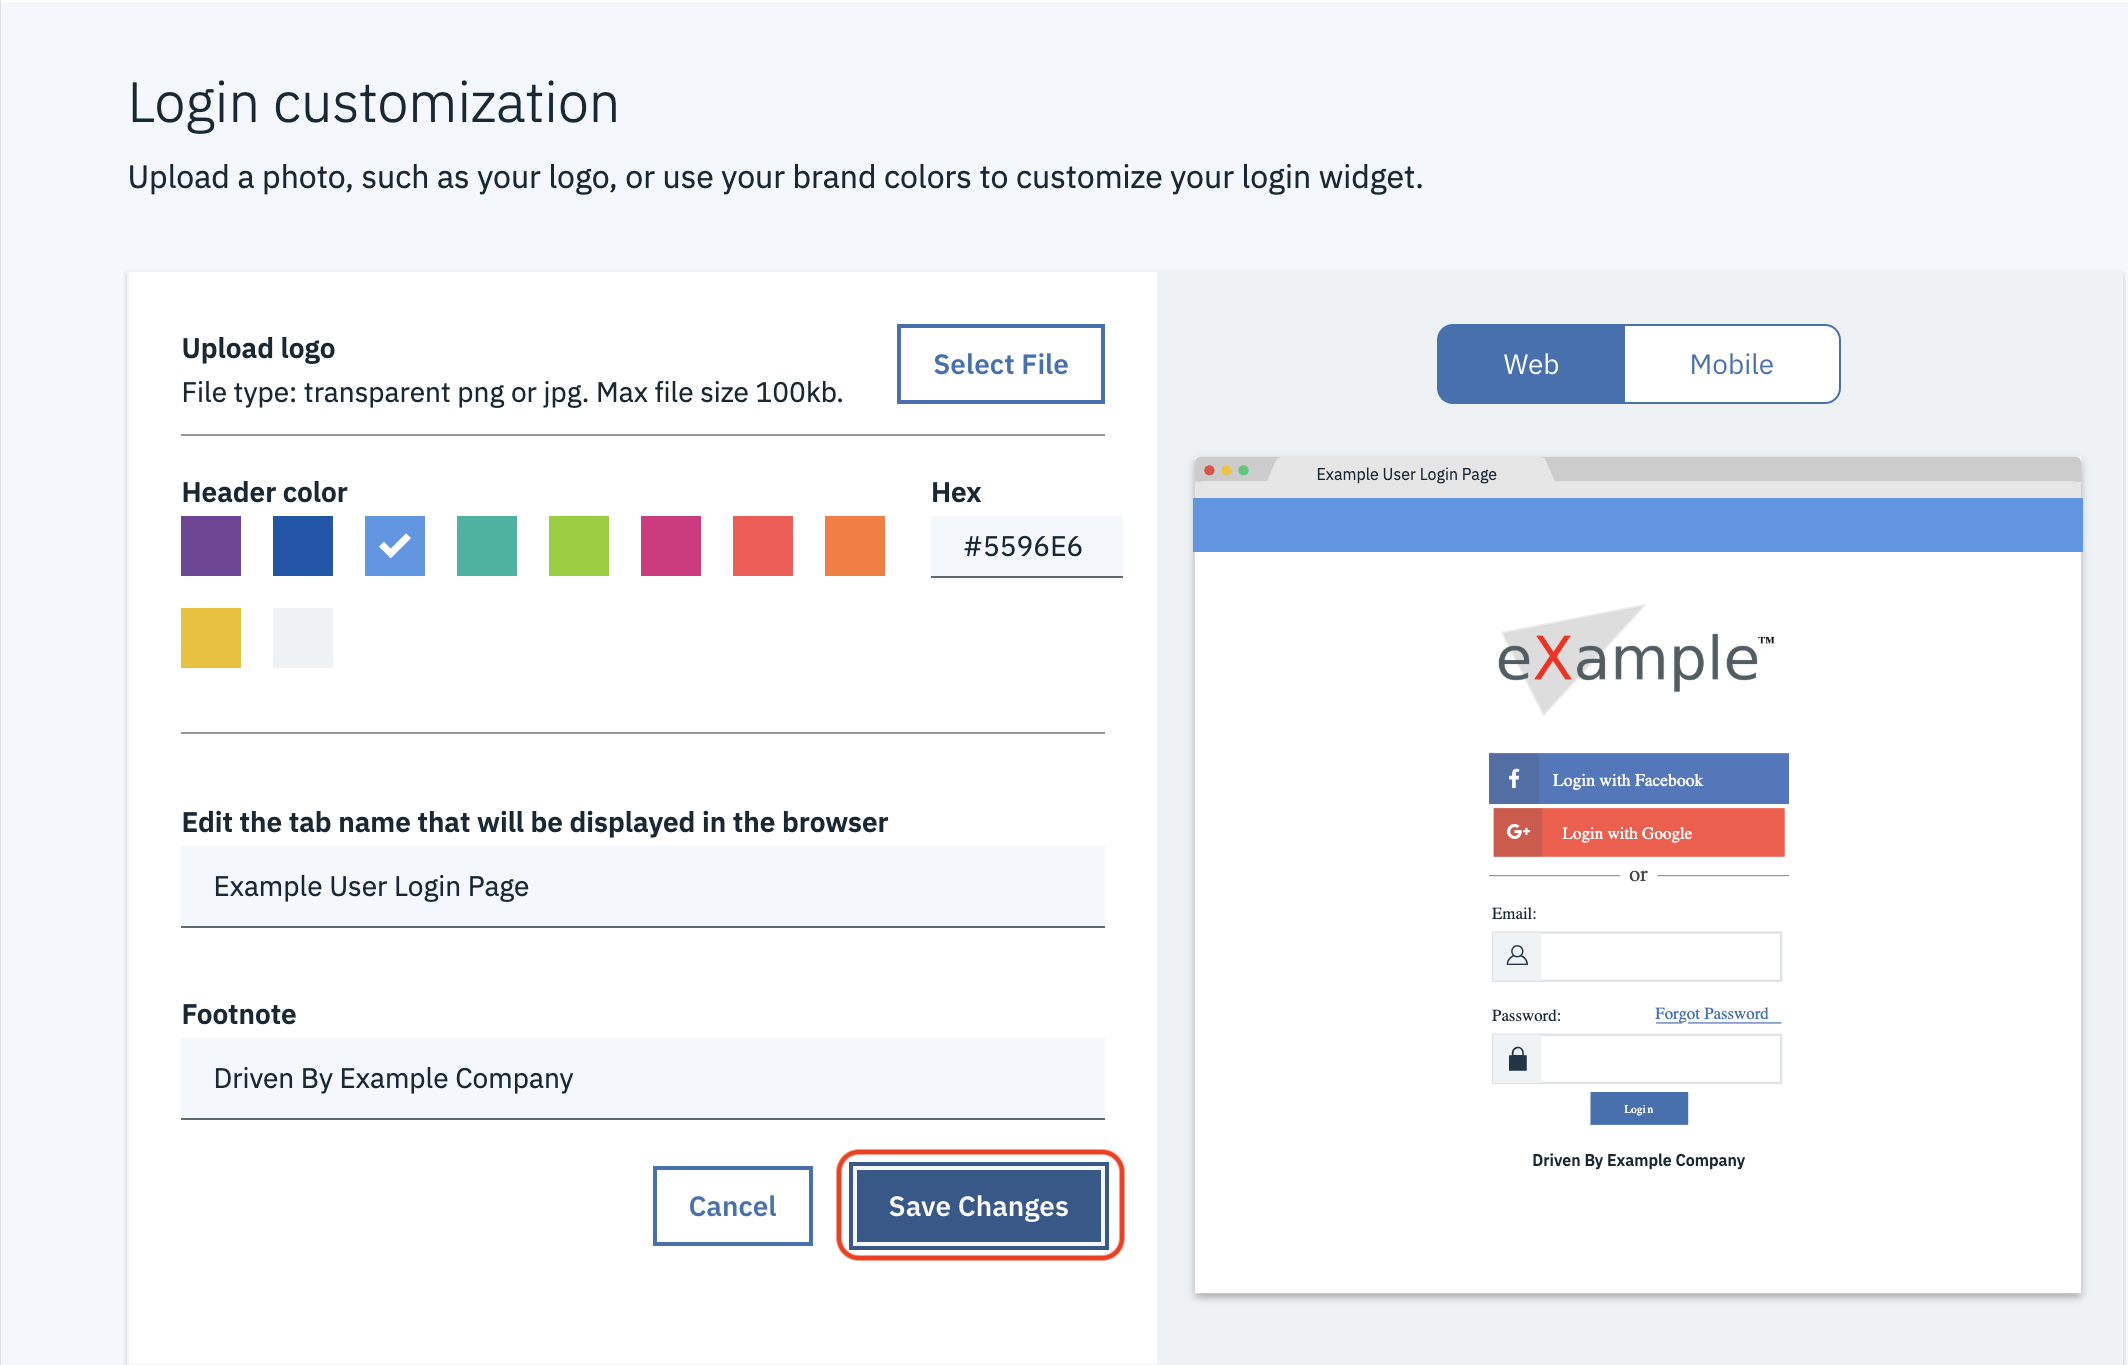 Login customization
Upload a photo, such as your logo, or use your brand colors to customize your login widget.
Upload logo
File type: transparent png or jpg. Max file size 100kb.
Select File
Header color
Hex
#5596E6
Edit the tab name that will be displayed in the browser
Example User Login Page
Footnote
Driven By Example Company
Cancel
Save Changes
Web
Mobile
Example User Login Page
eXample™
f
Login with Facebook
G+
Login with Google
or
Email:
Password:
Forgot Password
Login
Driven By Example Company